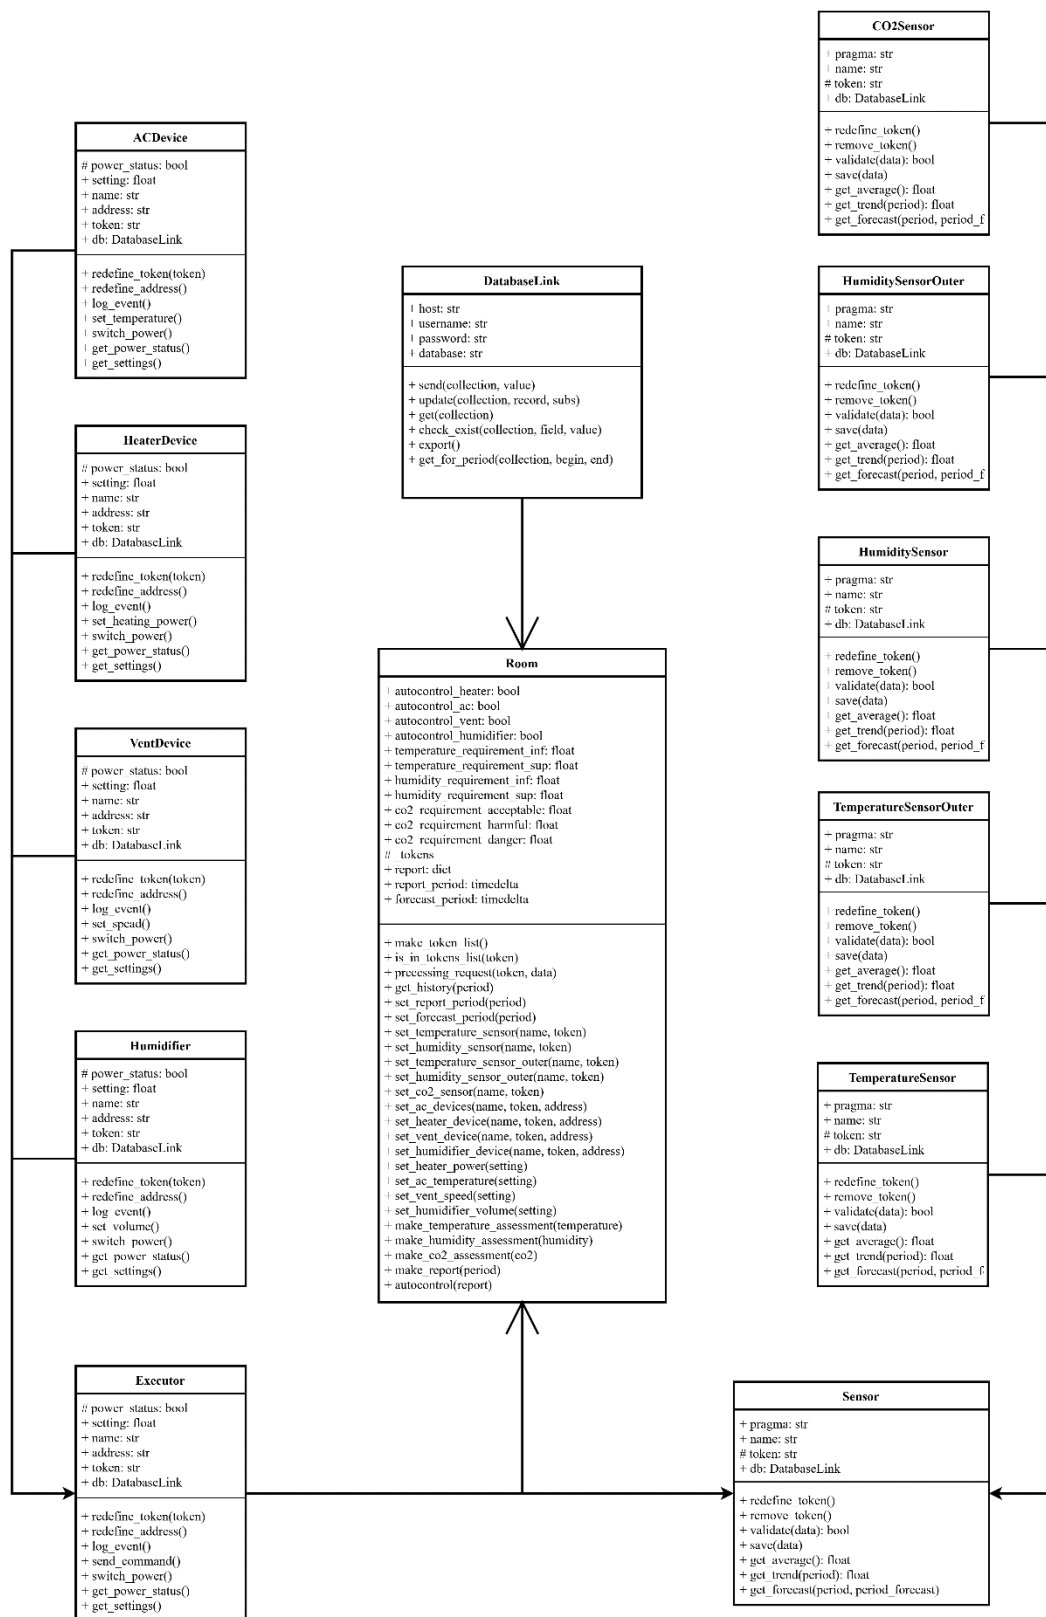 CO2Sensor
+ pragma: str
+ name: str
# token: str
+ db: DatabaseLink
+ redefine_token()
+ remove_token()
+ validate(data): bool
+ save(data)
+ get_average(): float
+ get_trend(period): float
+ get_forecast(period, period_f
ACDevice
# power_status: bool
+ setting: float
+ name: str
+ address: str
+ token: str
+ db: DatabaseLink
+ redefine_token(token)
+ redefine_address()
+ log_event()
+ set_temperature()
+ switch_power()
+ get_power_status()
+ get_settings()
DatabaseLink
+ host: str
+ username: str
+ password: str
+ database: str
+ send(collection, value)
+ update(collection, record, subs)
+ get(collection)
+ check_exist(collection, field, value)
+ export()
+ get_for_period(collection, begin, end)
HumiditySensorOuter
+ pragma: str
+ name: str
# token: str
+ db: DatabaseLink
+ redefine_token()
+ remove_token()
+ validate(data): bool
+ save(data)
+ get_average(): float
+ get_trend(period): float
+ get_forecast(period, period_f
HeaterDevice
# power_status: bool
+ setting: float
+ name: str
+ address: str
+ token: str
+ db: DatabaseLink
+ redefine_token(token)
+ redefine_address()
+ log_event()
+ set_heating_power()
+ switch_power()
+ get_power_status()
+ get_settings()
HumiditySensor
+ pragma: str
+ name: str
# token: str
+ db: DatabaseLink
+ redefine_token()
+ remove_token()
+ validate(data): bool
+ save(data)
+ get_average(): float
+ get_trend(period): float
+ get_forecast(period, period_f
Room
+ autocontrol_heater: bool
+ autocontrol_ac: bool
+ autocontrol_vent: bool
+ autocontrol_humidifier: bool
+ temperature_requirement_inf: float
+ temperature_requirement_sup: float
+ humidity_requirement_inf: float
+ humidity_requirement_sup: float
+ co2_requirement_acceptable: float
+ co2_requirement_harmful: float
+ co2_requirement_danger: float
# _tokens
+ report: dict
+ report_period: timedelta
+ forecast_period: timedelta
+ make_token_list()
+ is_in_tokens_list(token)
+ precessing_request(token, data)
+ get_history(period)
+ set_report_period(period)
+ set_forecast_period(period)
+ set_temperature_sensor(name, token)
+ set_humidity_sensor(name, token)
+ set_temperature_sensor_outer(name, token)
+ set_humidity_sensor_outer(name, token)
+ set_co2_sensor(name, token)
+ set_ac_devices(name, token, address)
+ set_heater_device(name, token, address)
+ set_vent_device(name, token, address)
+ set_humidifier_device(name, token, address)
+ set_heater_power(setting)
+ set_ac_temperature(setting)
+ set_vent_speed(setting)
+ set_humidifier_volume(setting)
+ make_temperature_assessment(temperature)
+ make_humidity_assessment(humidity)
+ make_co2_assessment(co2)
+ make_report(period)
+ autocontrol(report)
VentDevice
# power_status: bool
+ setting: float
+ name: str
+ address: str
+ token: str
+ db: DatabaseLink
+ redefine_token(token)
+ redefine_address()
+ log_event()
+ set_spead()
+ switch_power()
+ get_power_status()
+ get_settings()
TemperatureSensorOuter
+ pragma: str
+ name: str
# token: str
+ db: DatabaseLink
+ redefine_token()
+ remove_token()
+ validate(data): bool
+ save(data)
+ get_average(): float
+ get_trend(period): float
+ get_forecast(period, period_f
Humidifier
# power_status: bool
+ setting: float
+ name: str
+ address: str
+ token: str
+ db: DatabaseLink
+ redefine_token(token)
+ redefine_address()
+ log_event()
+ set_volume()
+ switch_power()
+ get_power_status()
+ get_settings()
TemperatureSensor
+ pragma: str
+ name: str
# token: str
+ db: DatabaseLink
+ redefine_token()
+ remove_token()
+ validate(data): bool
+ save(data)
+ get_average(): float
+ get_trend(period): float
+ get_forecast(period, period_f
Executor
# power_status: bool
+ setting: float
+ name: str
+ address: str
+ token: str
+ db: DatabaseLink
+ redefine_token(token)
+ redefine_address()
+ log_event()
+ send_command()
+ switch_power()
+ get_power_status()
+ get_settings()
Sensor
+ pragma: str
+ name: str
# token: str
+ db: DatabaseLink
+ redefine_token()
+ remove_token()
+ validate(data): bool
+ save(data)
+ get_average(): float
+ get_trend(period): float
+ get_forecast(period, period_forecast)